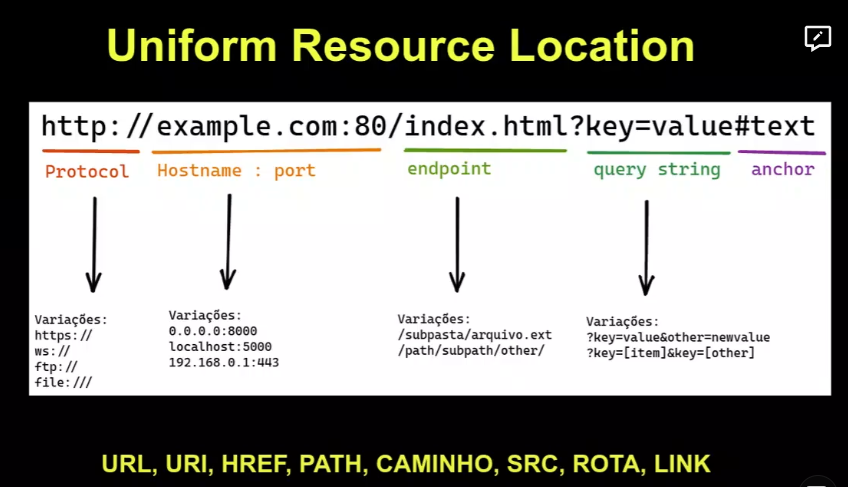 Uniform Resource Location
http://example.com:80/index.html?key=value#text
Protocol Hostname : port endpoint query string anchor
Variações:
https://
ws://
ftp://
file:///
Variações:
0.0.0.0:8000
localhost:5000
192.168.0.1:443
Variações:
/subpasta/arquivo.ext
/path/subpath/other/
Variações:
?key=value&other=newvalue
?key=[item]&key=[other]
URL, URI, HREF, PATH, CAMINHO, SRC, ROTA, LINK